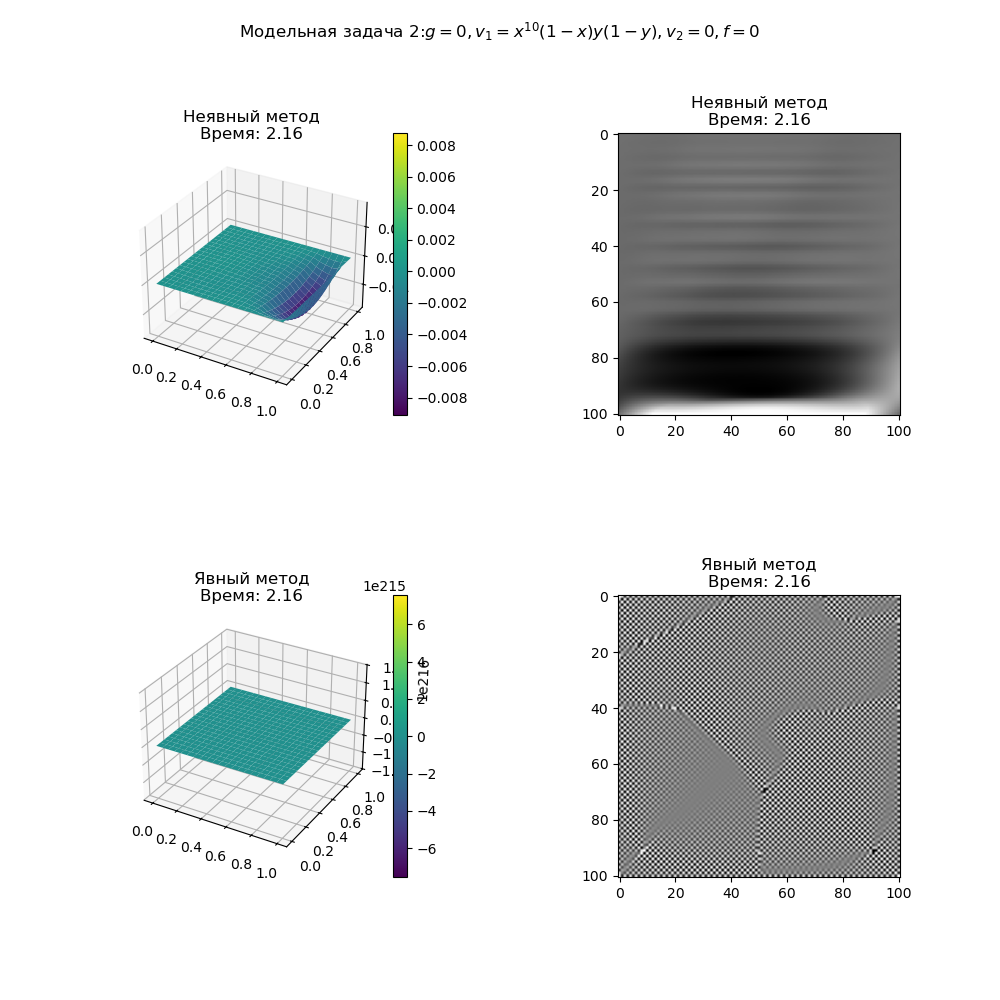 Модельная задача 2:g = 0, v₁ = x¹⁰(1 − x)y(1 − y), v₂ = 0, f = 0
Неявный метод
Время: 2.16
0.008
0.006
0.004
0.002
0.000
−0.002
−0.004
−0.006
−0.008
0.0 0.2 0.4 0.6 0.8 1.0
0.0 0.2 0.4 0.6 0.8 1.0
Неявный метод
Время: 2.16
0
20
40
60
80
100
0 20 40 60 80 100
Явный метод
Время: 2.16
1e215
6
4
2
0
−2
−4
−6
1e216
0.0 0.2 0.4 0.6 0.8 1.0
0.0 0.2 0.4 0.6 0.8 1.0
Явный метод
Время: 2.16
0
20
40
60
80
100
0 20 40 60 80 100